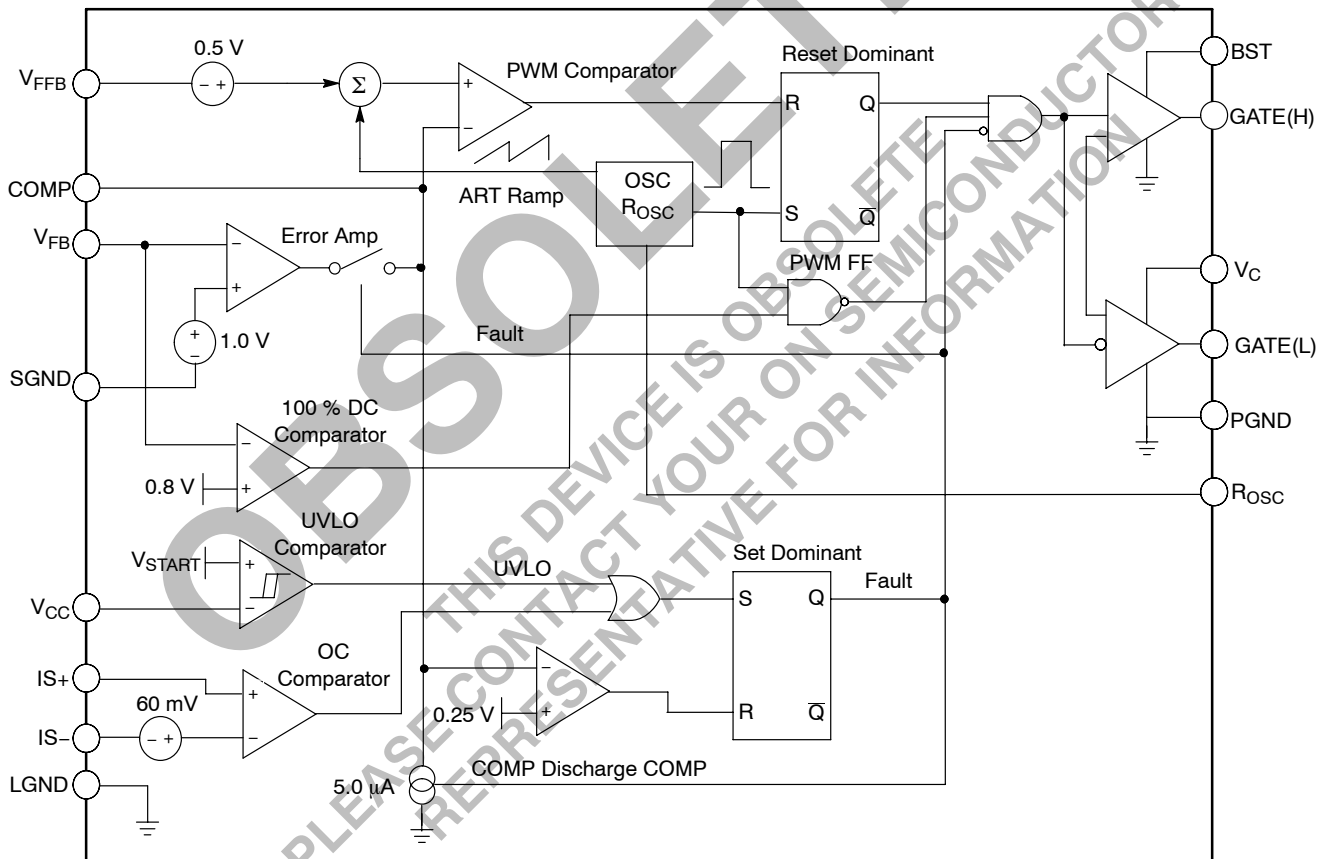 0.5 V
VFFB
− +
Σ
+
−
PWM Comparator
Reset Dominant
R
Q
S
Q̅
PWM FF
BST
GATE(H)
COMP
ART Ramp
OSC
ROSC
VFB
Error Amp
−
+
+
−
1.0 V
SGND
Fault
VC
GATE(L)
PGND
ROSC
100 % DC
Comparator
−
0.8 V
+
UVLO
Comparator
VSTART
+
−
VCC
UVLO
Set Dominant
S
Q
Fault
R
Q̅
OC
Comparator
IS+
+
60 mV
IS−
− +
−
LGND
−
0.25 V
+
5.0 μA
COMP Discharge COMP
OBSOLETE
THIS DEVICE IS OBSOLETE
PLEASE CONTACT YOUR ON SEMICONDUCTOR
REPRESENTATIVE FOR INFORMATION